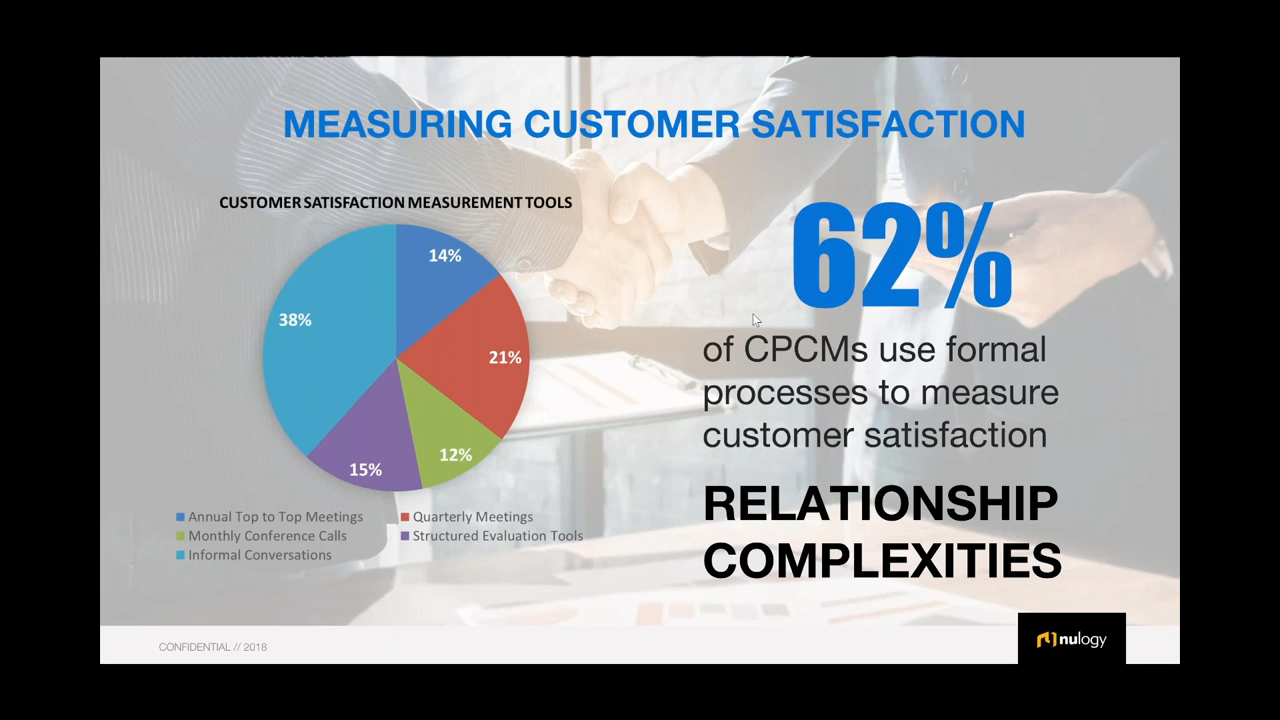 MEASURING CUSTOMER SATISFACTION
CUSTOMER SATISFACTION MEASUREMENT TOOLS
14%
21%
12%
15%
38%
Annual Top to Top Meetings
Quarterly Meetings
Monthly Conference Calls
Structured Evaluation Tools
Informal Conversations
62%
of CPCMs use formal
processes to measure
customer satisfaction
RELATIONSHIP
COMPLEXITIES
CONFIDENTIAL // 2018
nulogy